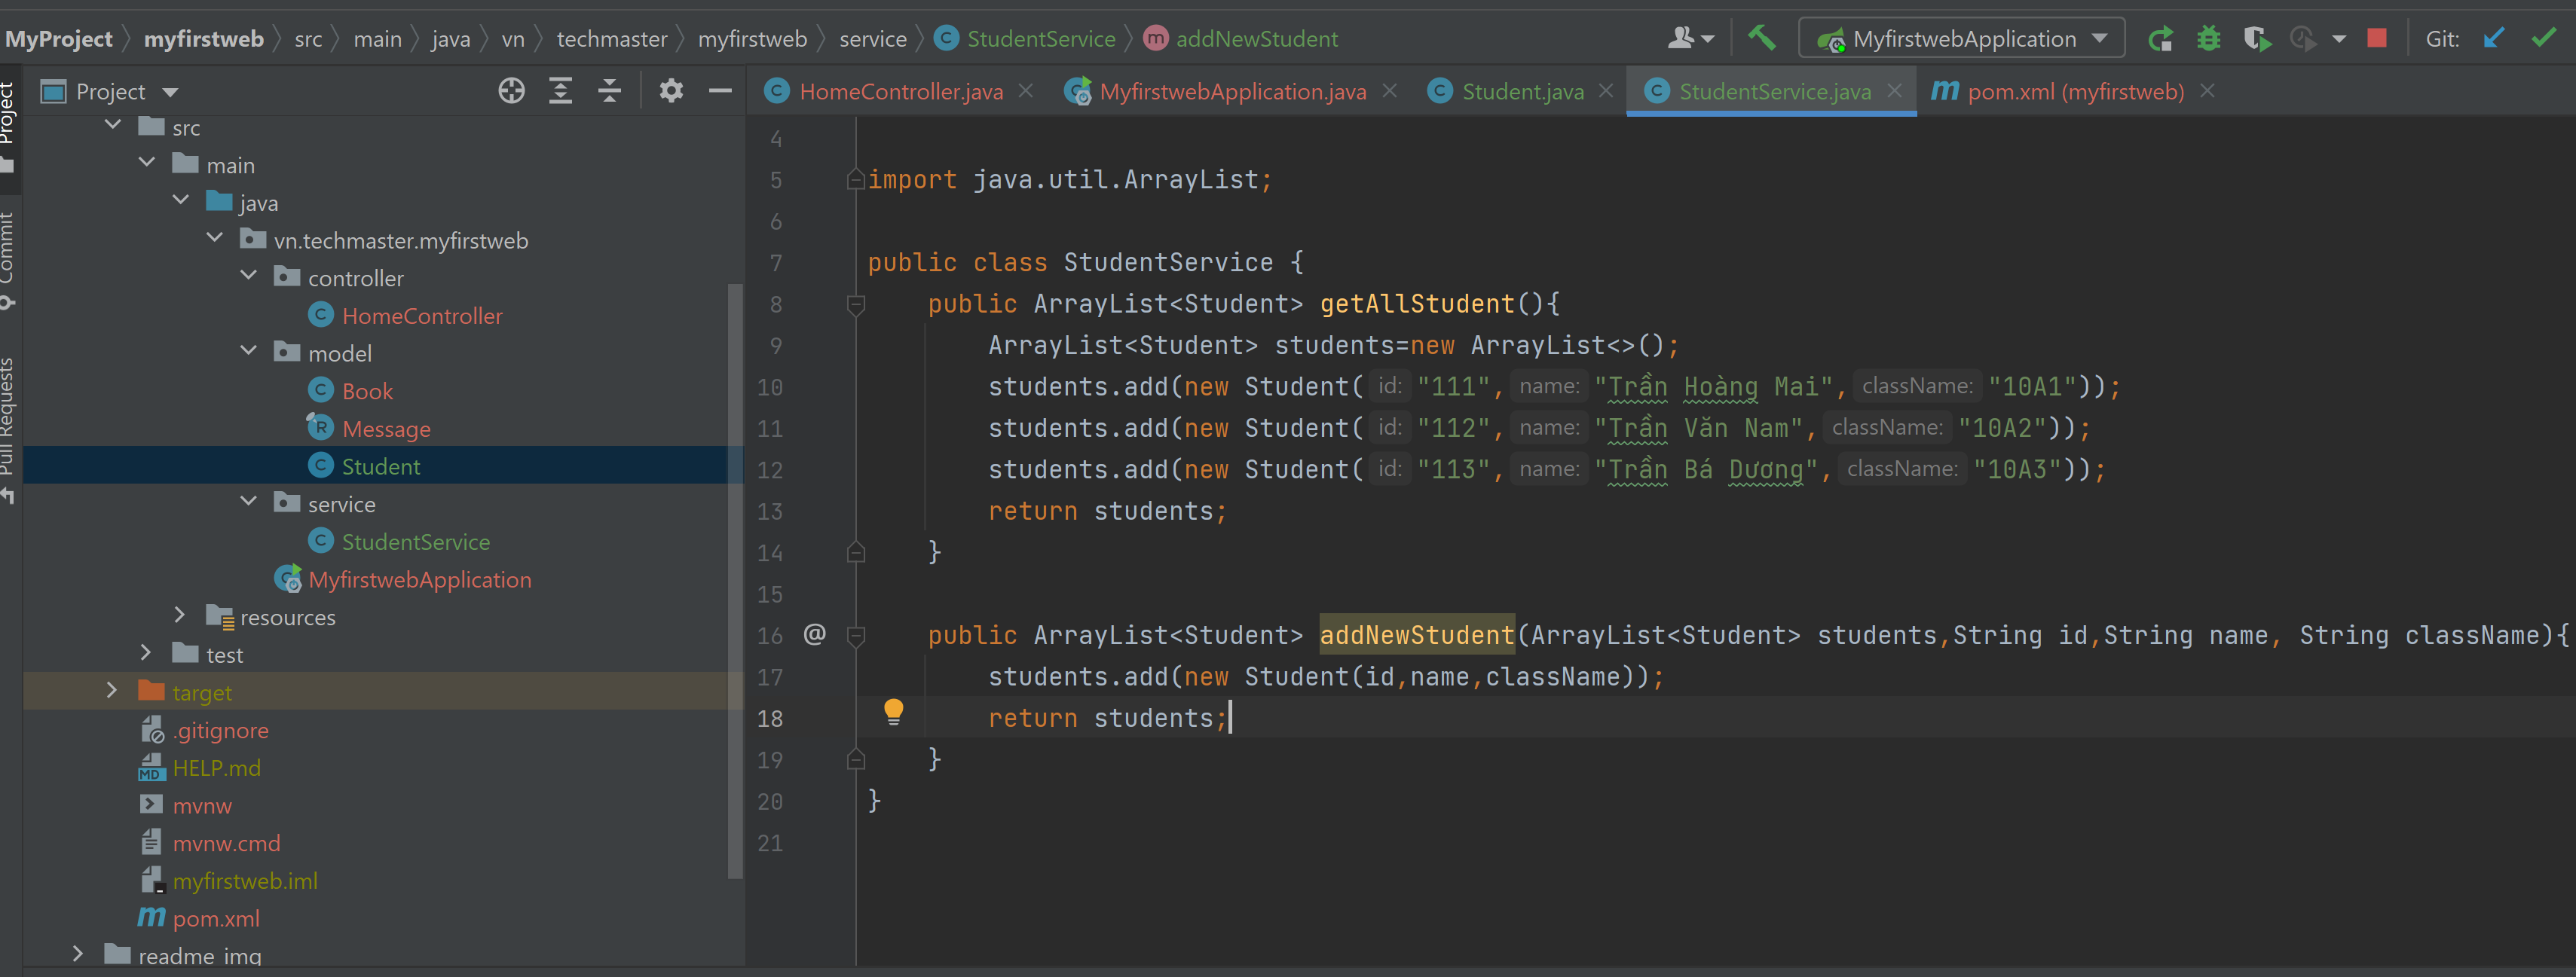 MyProject myfirstweb src main java vn techmaster myfirstweb service C StudentService m addNewStudent MyfirstwebApplication Git:
Project
HomeController.java MyfirstwebApplication.java Student.java StudentService.java pom.xml (myfirstweb)
Project
Commit
Pull Requests
src
main
java
vn.techmaster.myfirstweb
controller
HomeController
model
Book
Message
Student
service
StudentService
MyfirstwebApplication
resources
test
target
.gitignore
HELP.md
mvnw
mvnw.cmd
myfirstweb.iml
pom.xml
readme_img
4
5 import java.util.ArrayList;
6
7 public class StudentService {
8 public ArrayList<Student> getAllStudent(){
9 ArrayList<Student> students=new ArrayList<>();
10 students.add(new Student( id: "111", name: "Trần Hoàng Mai", className: "10A1"));
11 students.add(new Student( id: "112", name: "Trần Văn Nam", className: "10A2"));
12 students.add(new Student( id: "113", name: "Trần Bá Dương", className: "10A3"));
13 return students;
14 }
15
16 @ public ArrayList<Student> addNewStudent(ArrayList<Student> students,String id,String name, String className){
17 students.add(new Student(id,name,className));
18 return students;
19 }
20 }
21